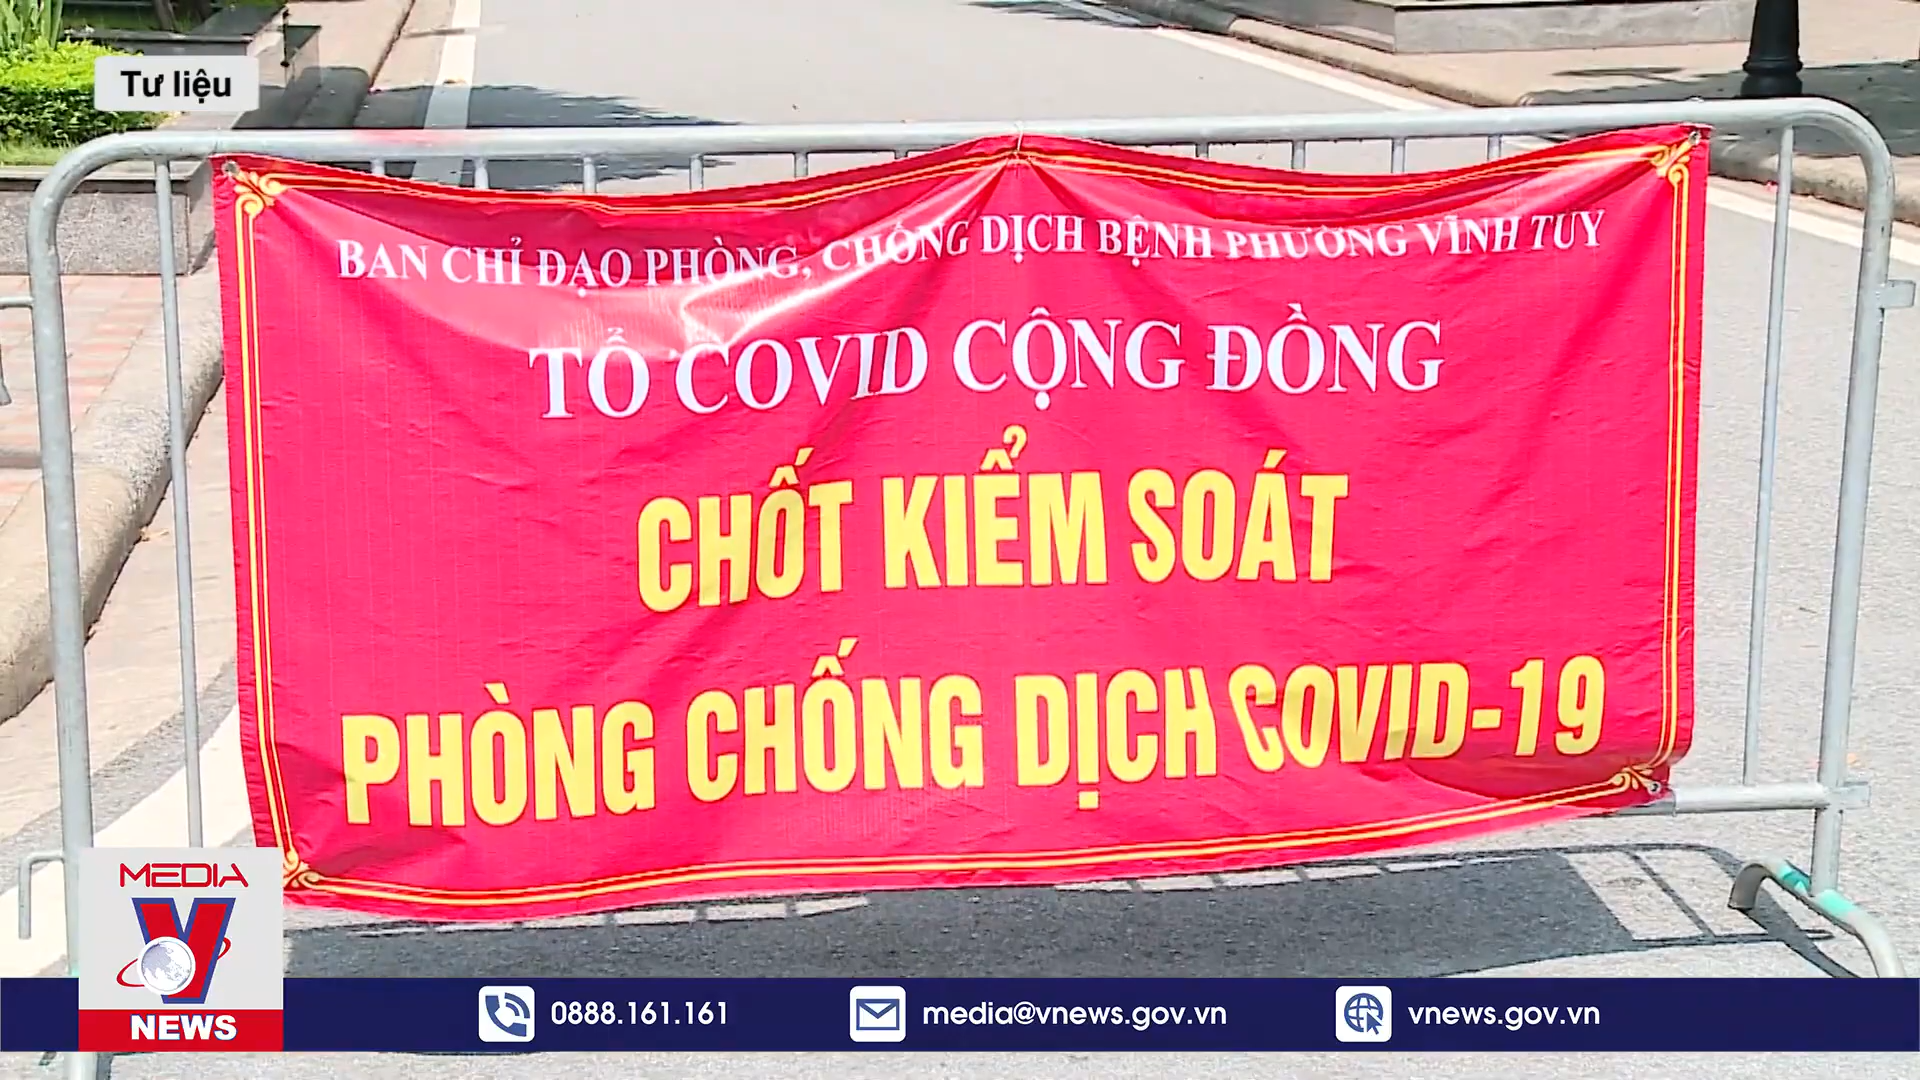 Tư liệu
BAN CHỈ ĐẠO PHÒNG, CHỐNG DỊCH BỆNH PHƯỜNG VĨNH TUY
TỔ COVID CỘNG ĐỒNG
CHỐT KIỂM SOÁT
PHÒNG CHỐNG DỊCH COVID-19
MEDIA
V
NEWS
0888.161.161
media@vnews.gov.vn
vnews.gov.vn